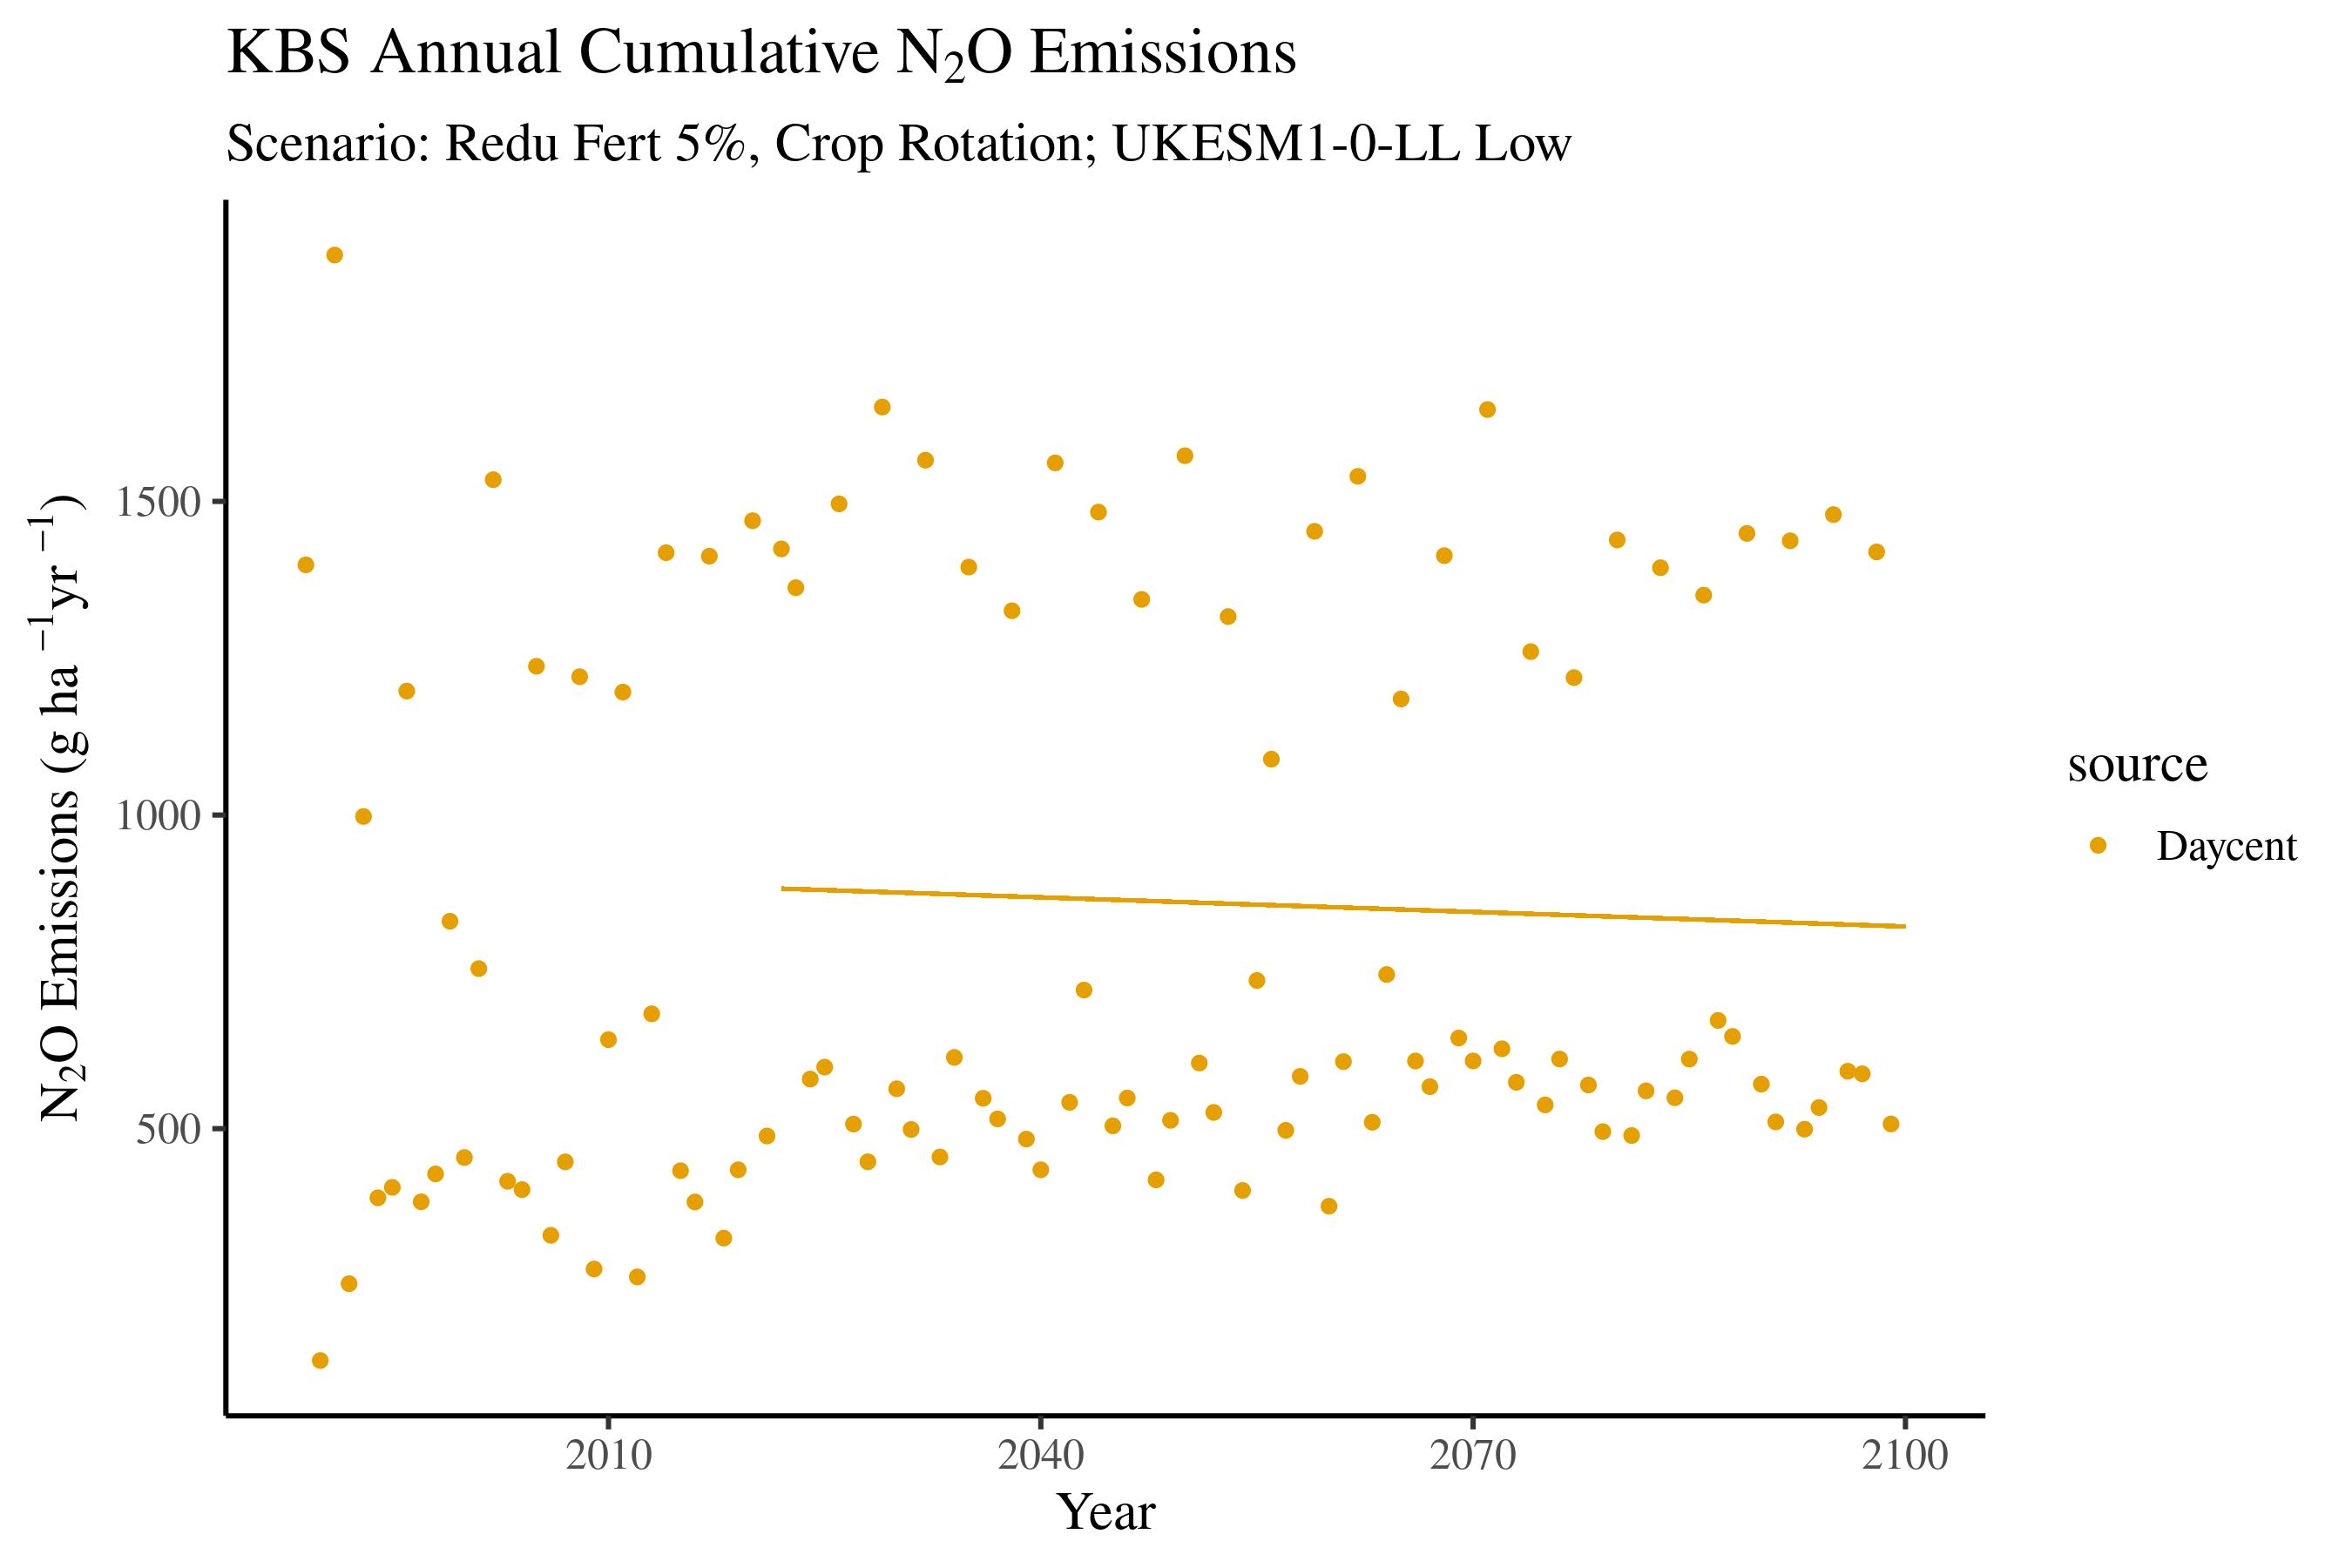 KBS Annual Cumulative N₂O Emissions
Scenario: Redu Fert 5%, Crop Rotation; UKESM1-0-LL Low
N₂O Emissions (g ha ⁻¹yr ⁻¹)
1500
1000
500
2010
2040
2070
2100
Year
source
Daycent